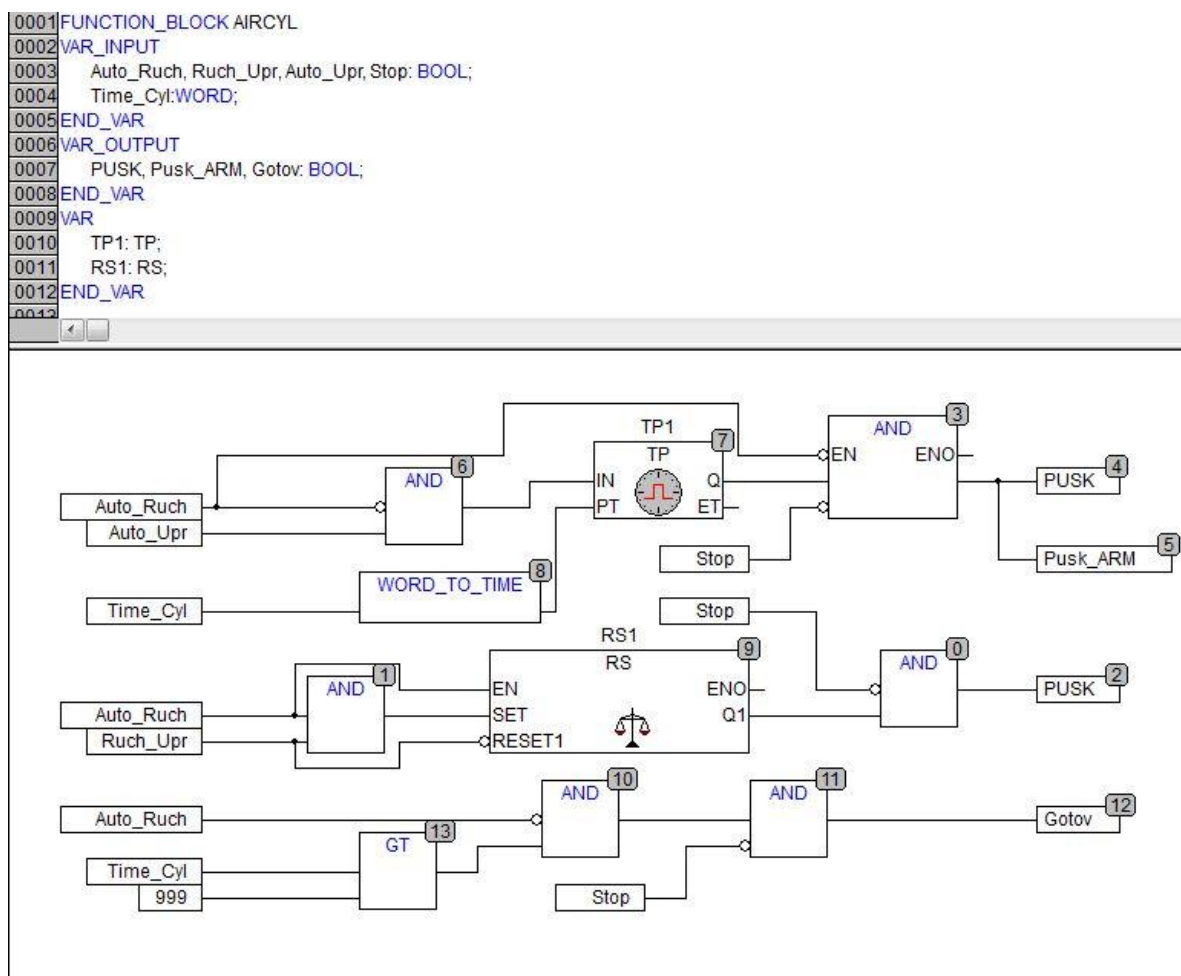 0001 FUNCTION_BLOCK AIRCYL
0002 VAR_INPUT
0003 Auto_Ruch, Ruch_Upr, Auto_Upr, Stop: BOOL;
0004 Time_Cyl:WORD;
0005 END_VAR
0006 VAR_OUTPUT
0007 PUSK, Pusk_ARM, Gotov: BOOL;
0008 END_VAR
0009 VAR
0010 TP1: TP;
0011 RS1: RS;
0012 END_VAR
0013
3
AND
EN ENO
TP1
7
TP
IN Q
PT ET
6
AND
Auto_Ruch
Auto_Upr
PUSK 4
Stop
Pusk_ARM 5
8
WORD_TO_TIME
Time_Cyl
Stop
RS1
9
RS
EN ENO
SET Q1
RESET1
0
AND
PUSK 2
1
AND
Auto_Ruch
Ruch_Upr
10
AND
11
AND
Auto_Ruch
Gotov 12
13
GT
Time_Cyl
999
Stop